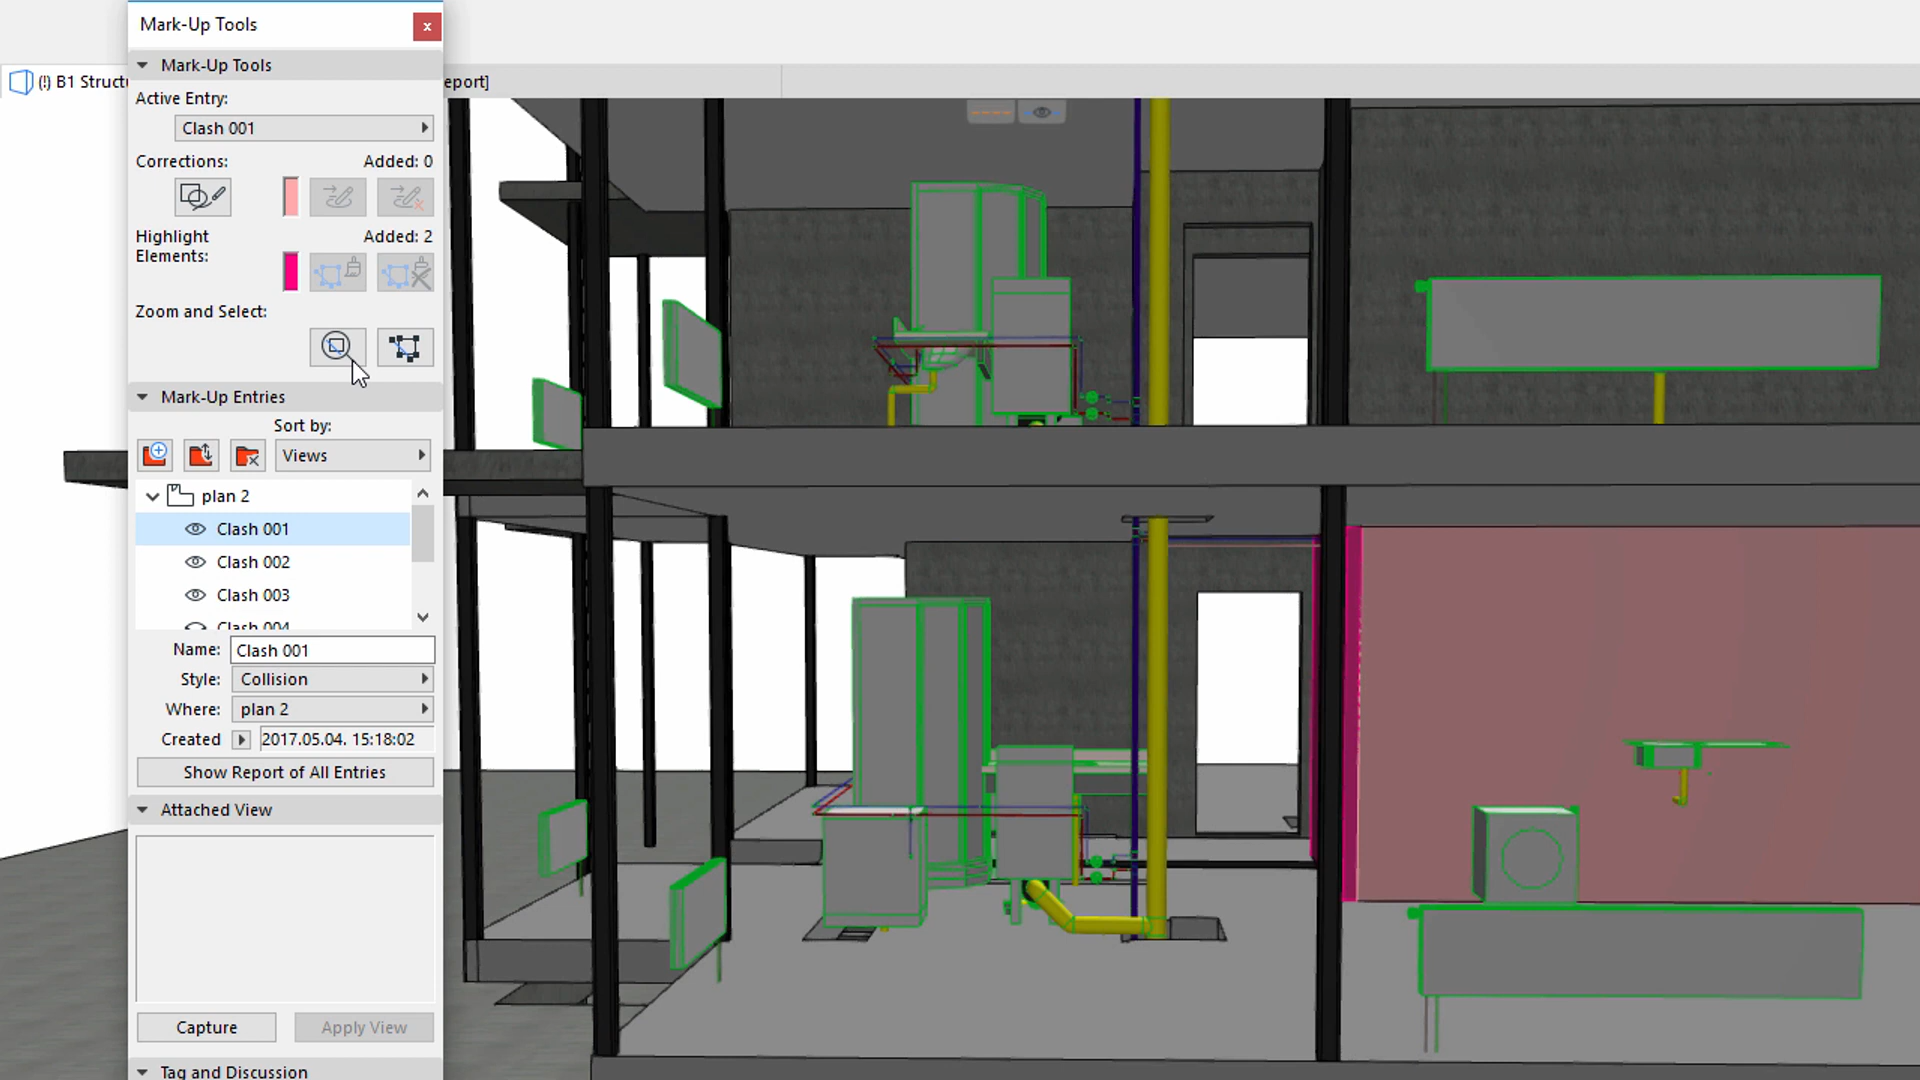 Mark-Up Tools
x
Mark-Up Tools
(!) B1 Structu
eport]
Active Entry:
Clash 001
Corrections:
Added: 0
Highlight
Elements:
Added: 2
Zoom and Select:
Mark-Up Entries
Sort by:
Views
plan 2
Clash 001
Clash 002
Clash 003
Clash 004
Name:
Clash 001
Style:
Collision
Where:
plan 2
Created
2017.05.04. 15:18:02
Show Report of All Entries
Attached View
Capture
Apply View
Tag and Discussion